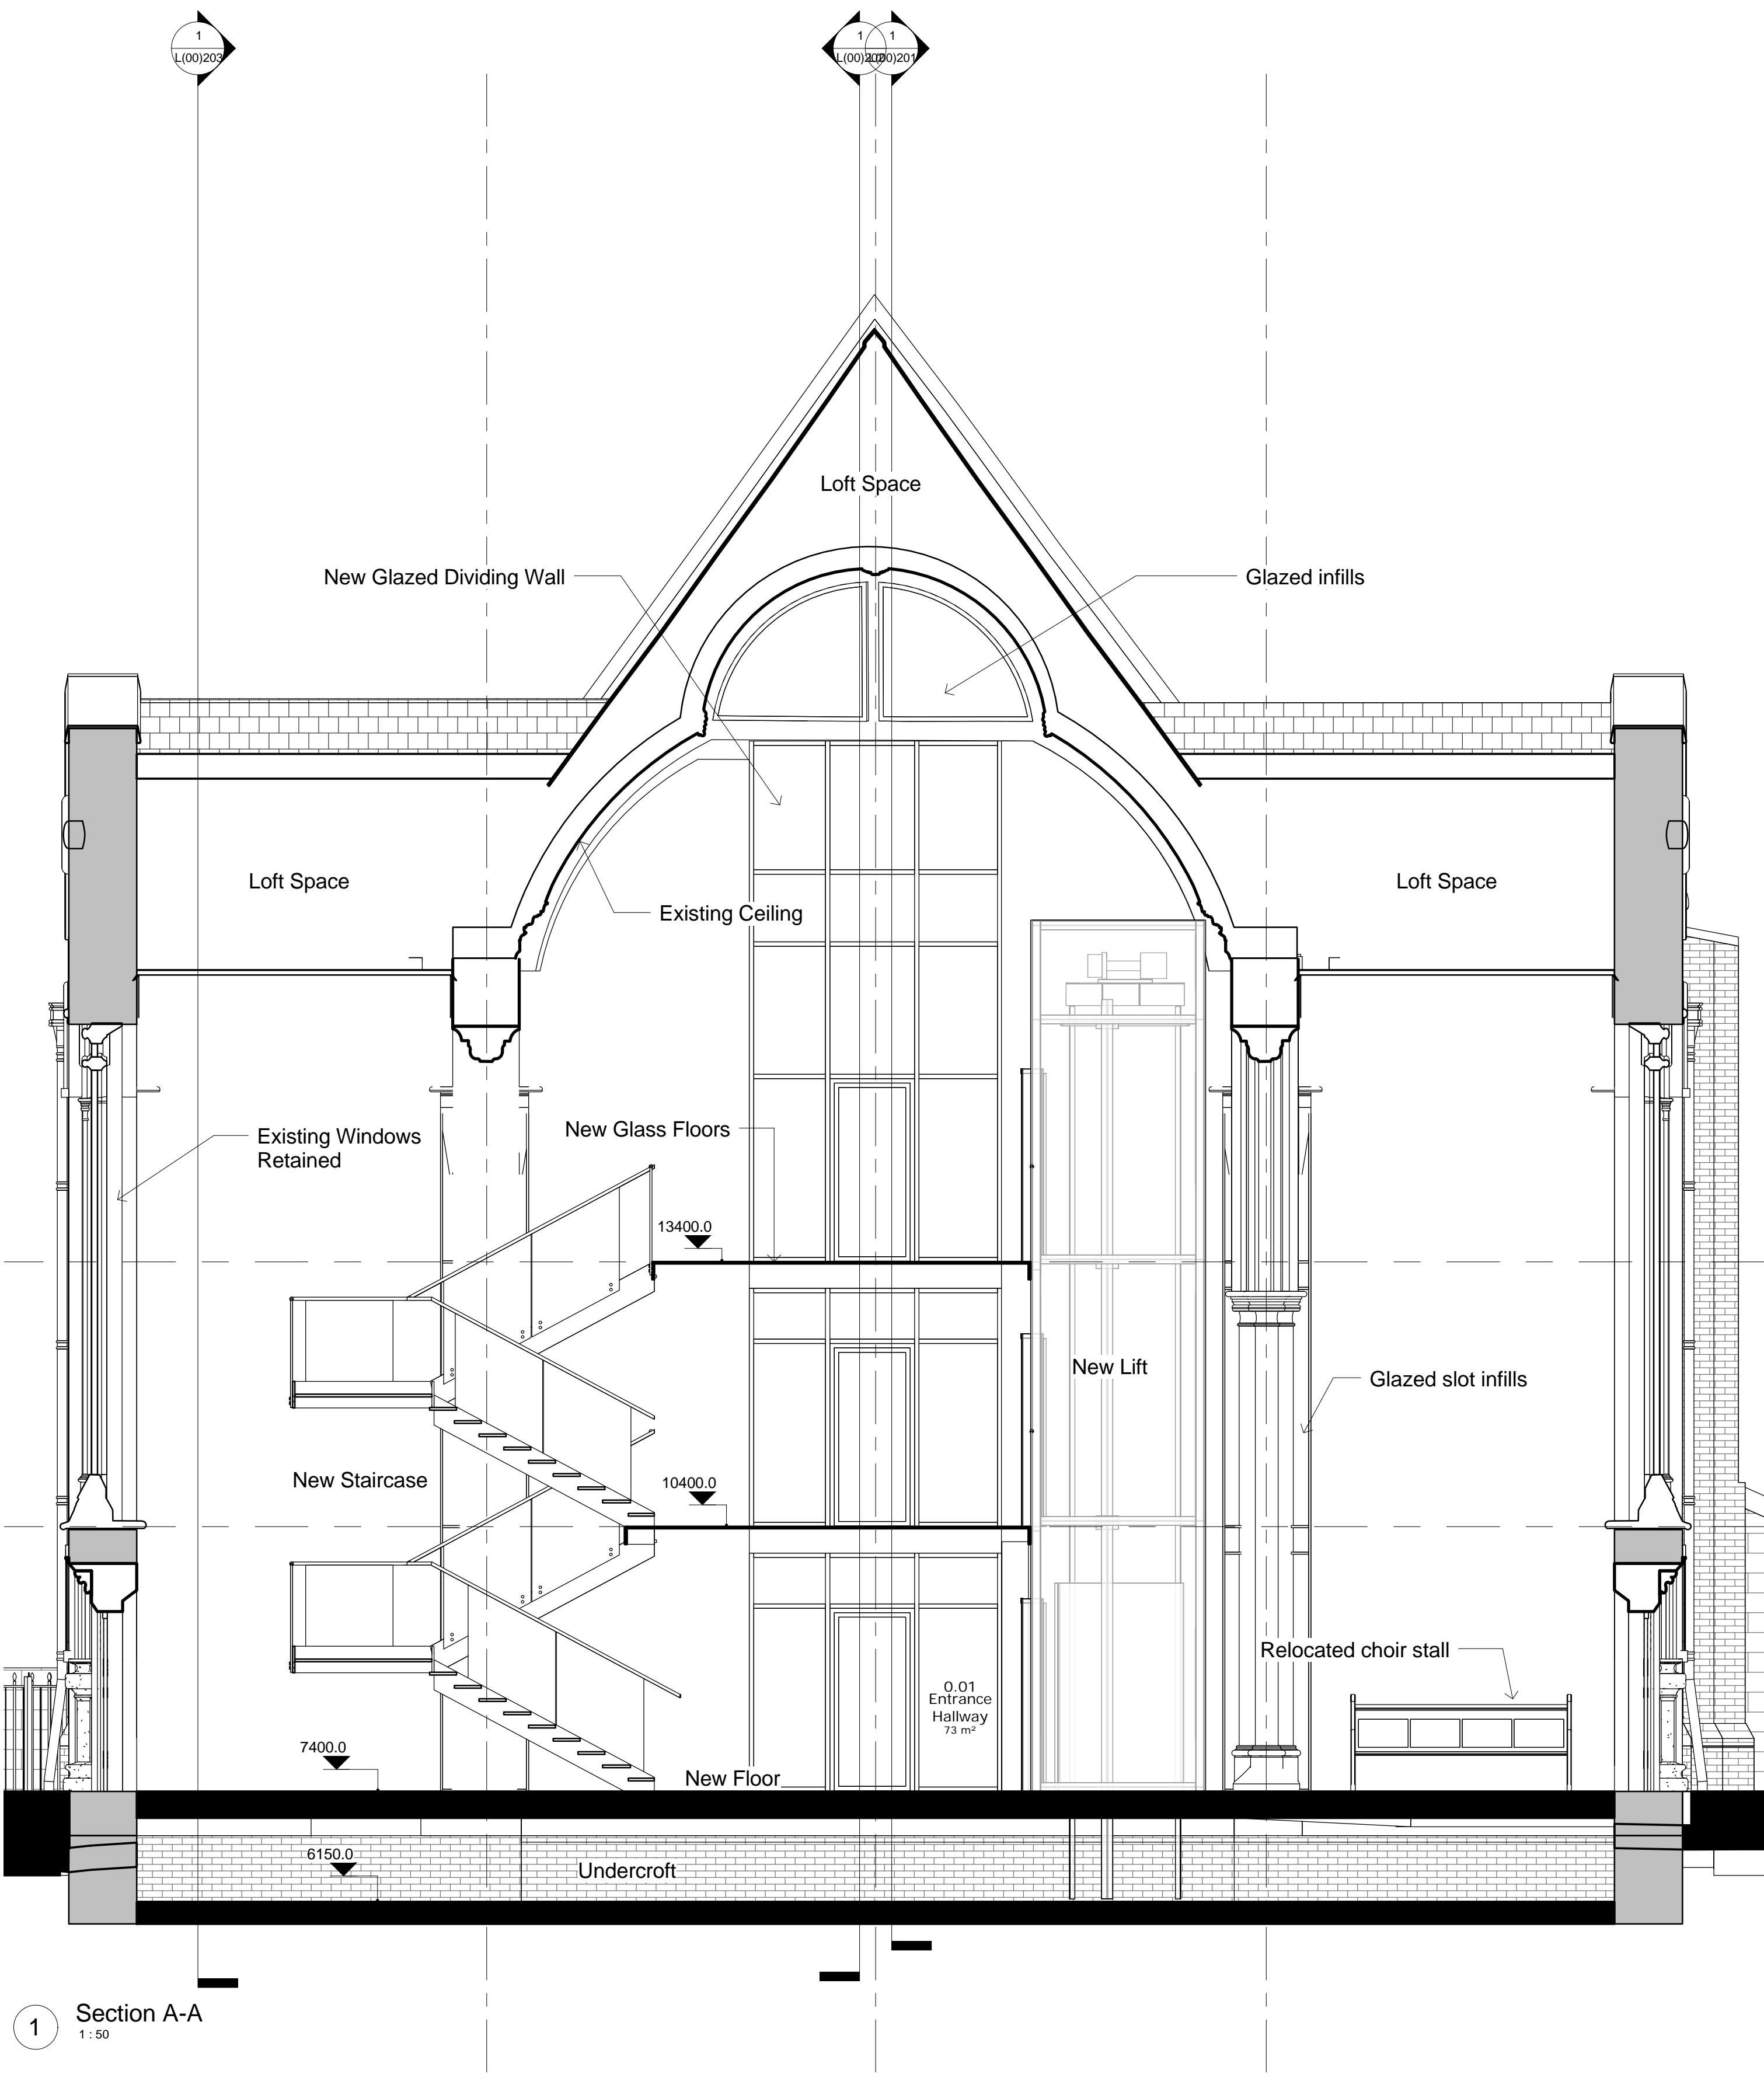 1
L(00)203
1
1
L(00)201
Loft Space
New Glazed Dividing Wall
Glazed infills
Loft Space
Loft Space
Existing Ceiling
Existing Windows
Retained
New Glass Floors
13400.0
New Lift
Glazed slot infills
New Staircase
10400.0
Relocated choir stall
0.01
Entrance
Hallway
73 m²
7400.0
New Floor
6150.0
Undercroft
1
Section A-A
1 : 50